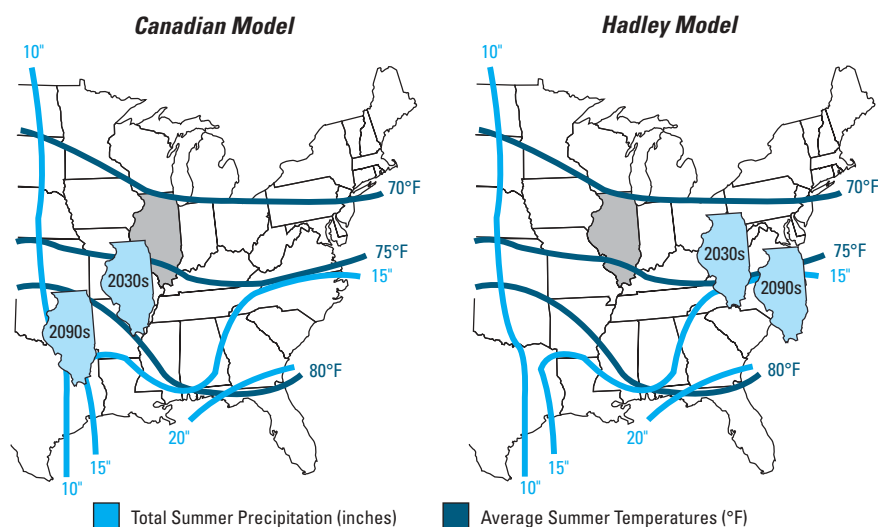 Canadian Model
10"
70°F
75°F
15"
2030s
2090s
80°F
20"
15"
10"
Hadley Model
10"
70°F
75°F
15"
2030s
2090s
80°F
20"
15"
10"
Total Summer Precipitation (inches)
Average Summer Temperatures (°F)